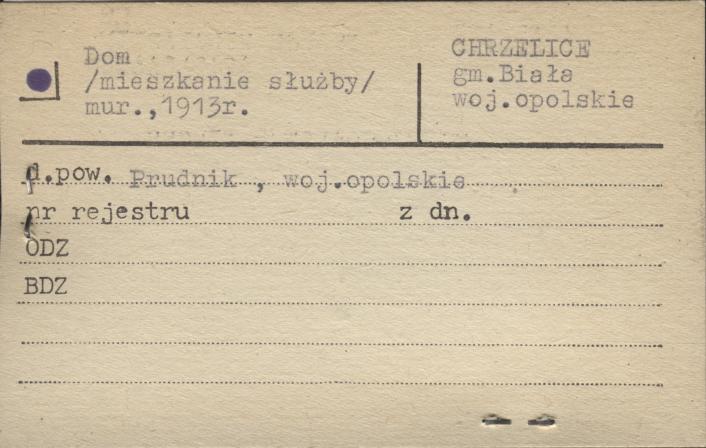 Dom
/mieszkanie służby/
mur.,1913r.
CHRZELICE
gm.Biała
woj.opolskie
d.pow. Prudnik , woj.opolskie
nr rejestru z dn.
ODZ
BDZ